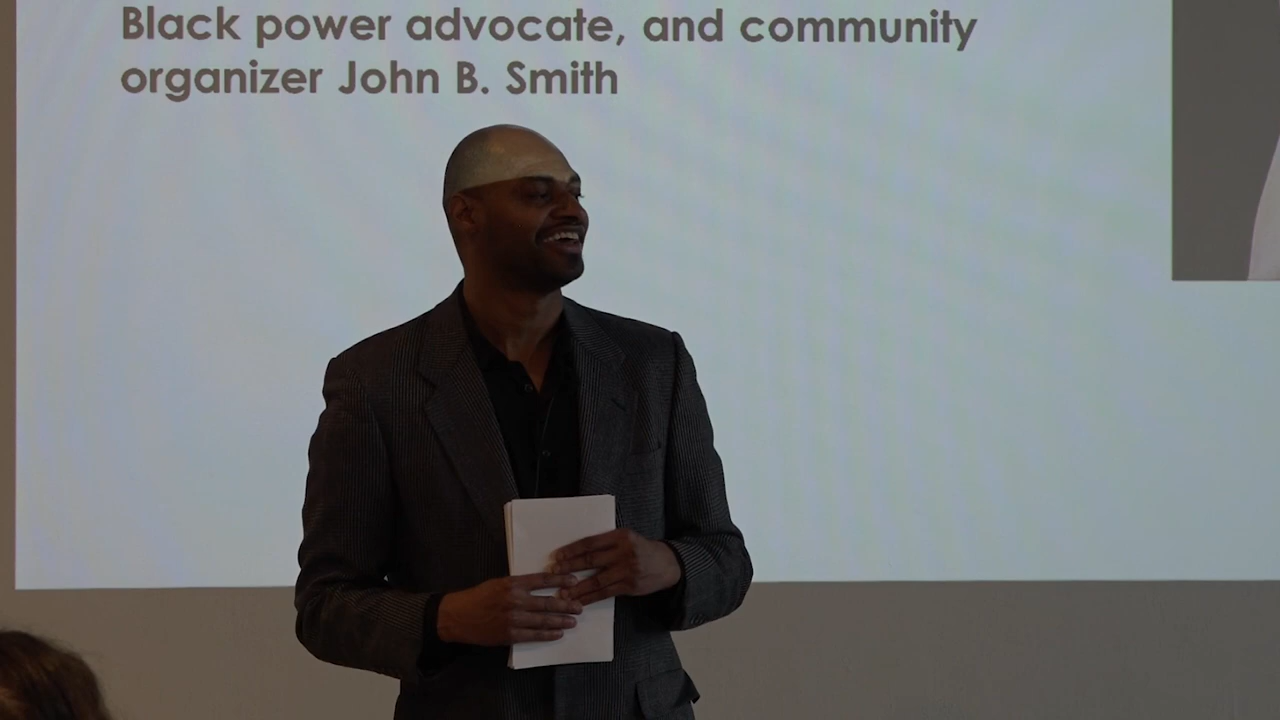 Black power advocate, and community
organizer John B. Smith